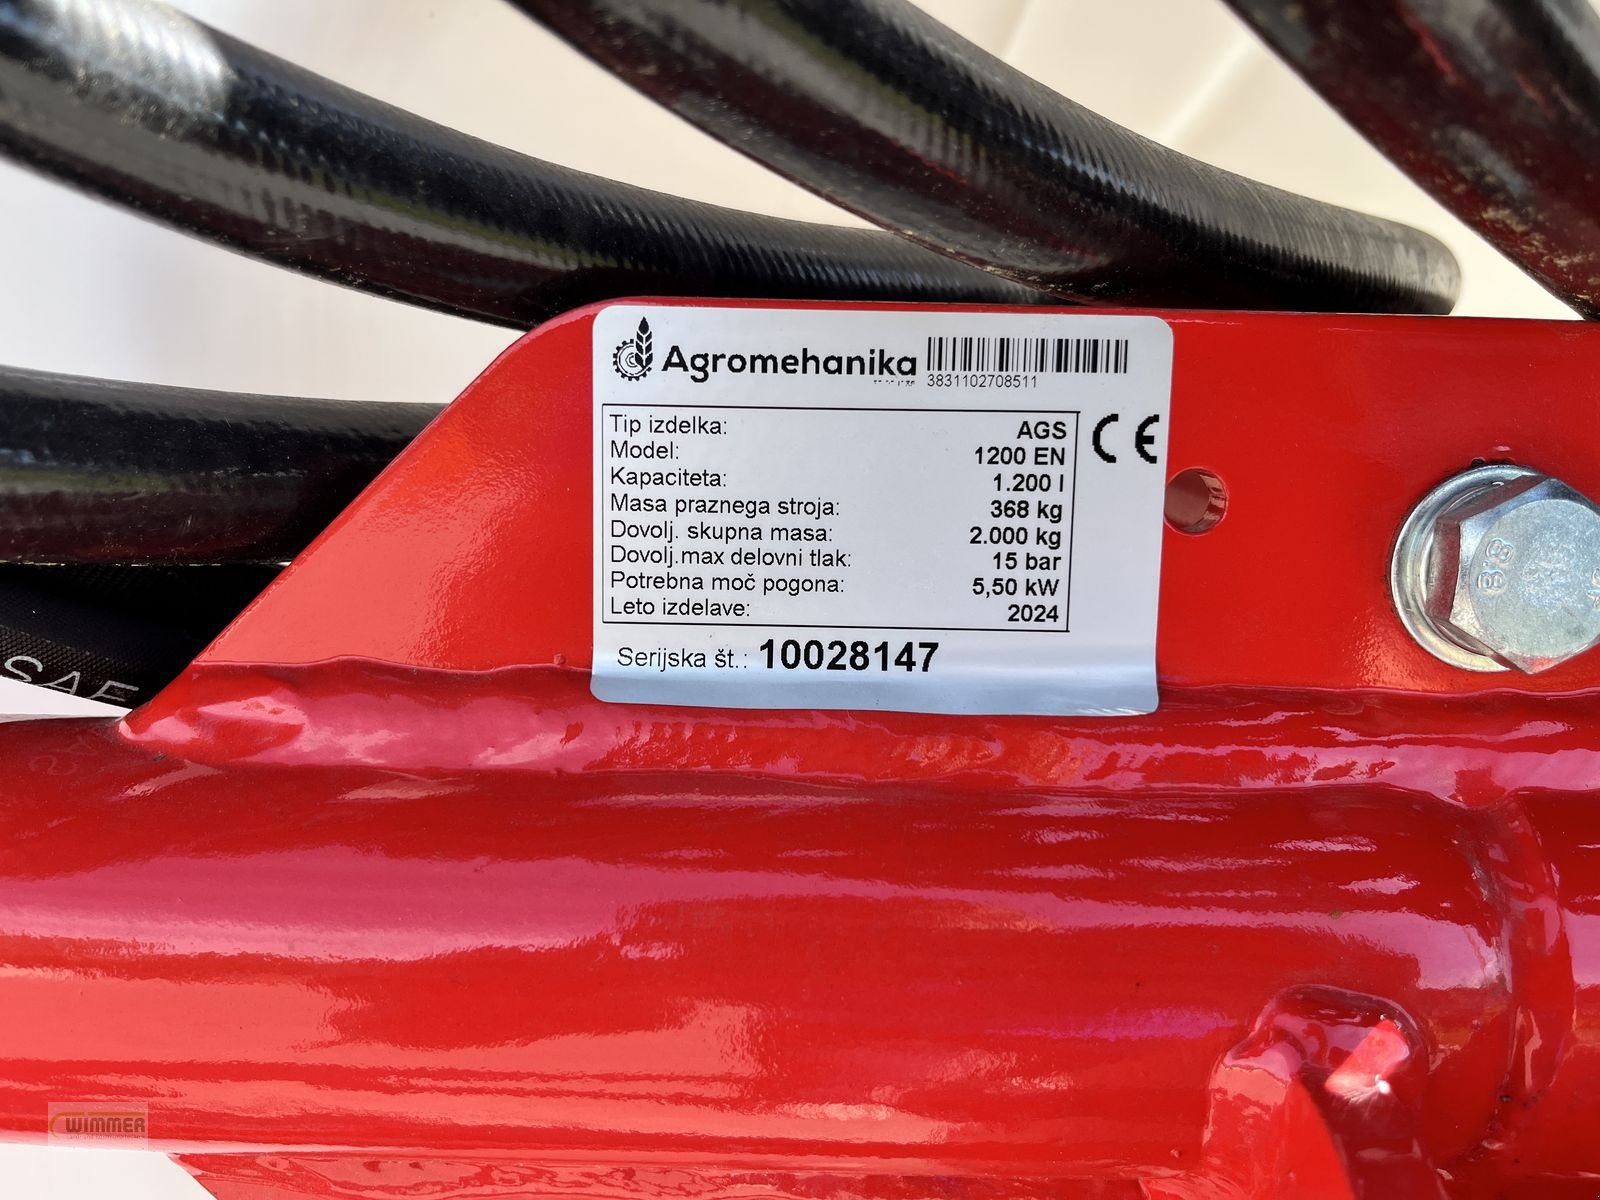 Agromehanika
3831102708511
Tip izdelka: AGS
Model: 1200 EN
Kapaciteta: 1.200 l
Masa praznega stroja: 368 kg
Dovolj. skupna masa: 2.000 kg
Dovolj.max delovni tlak: 15 bar
Potrebna moč pogona: 5,50 kW
Leto izdelave: 2024
CE
Serijska št.: 10028147
8.8
SAE
WIMMER